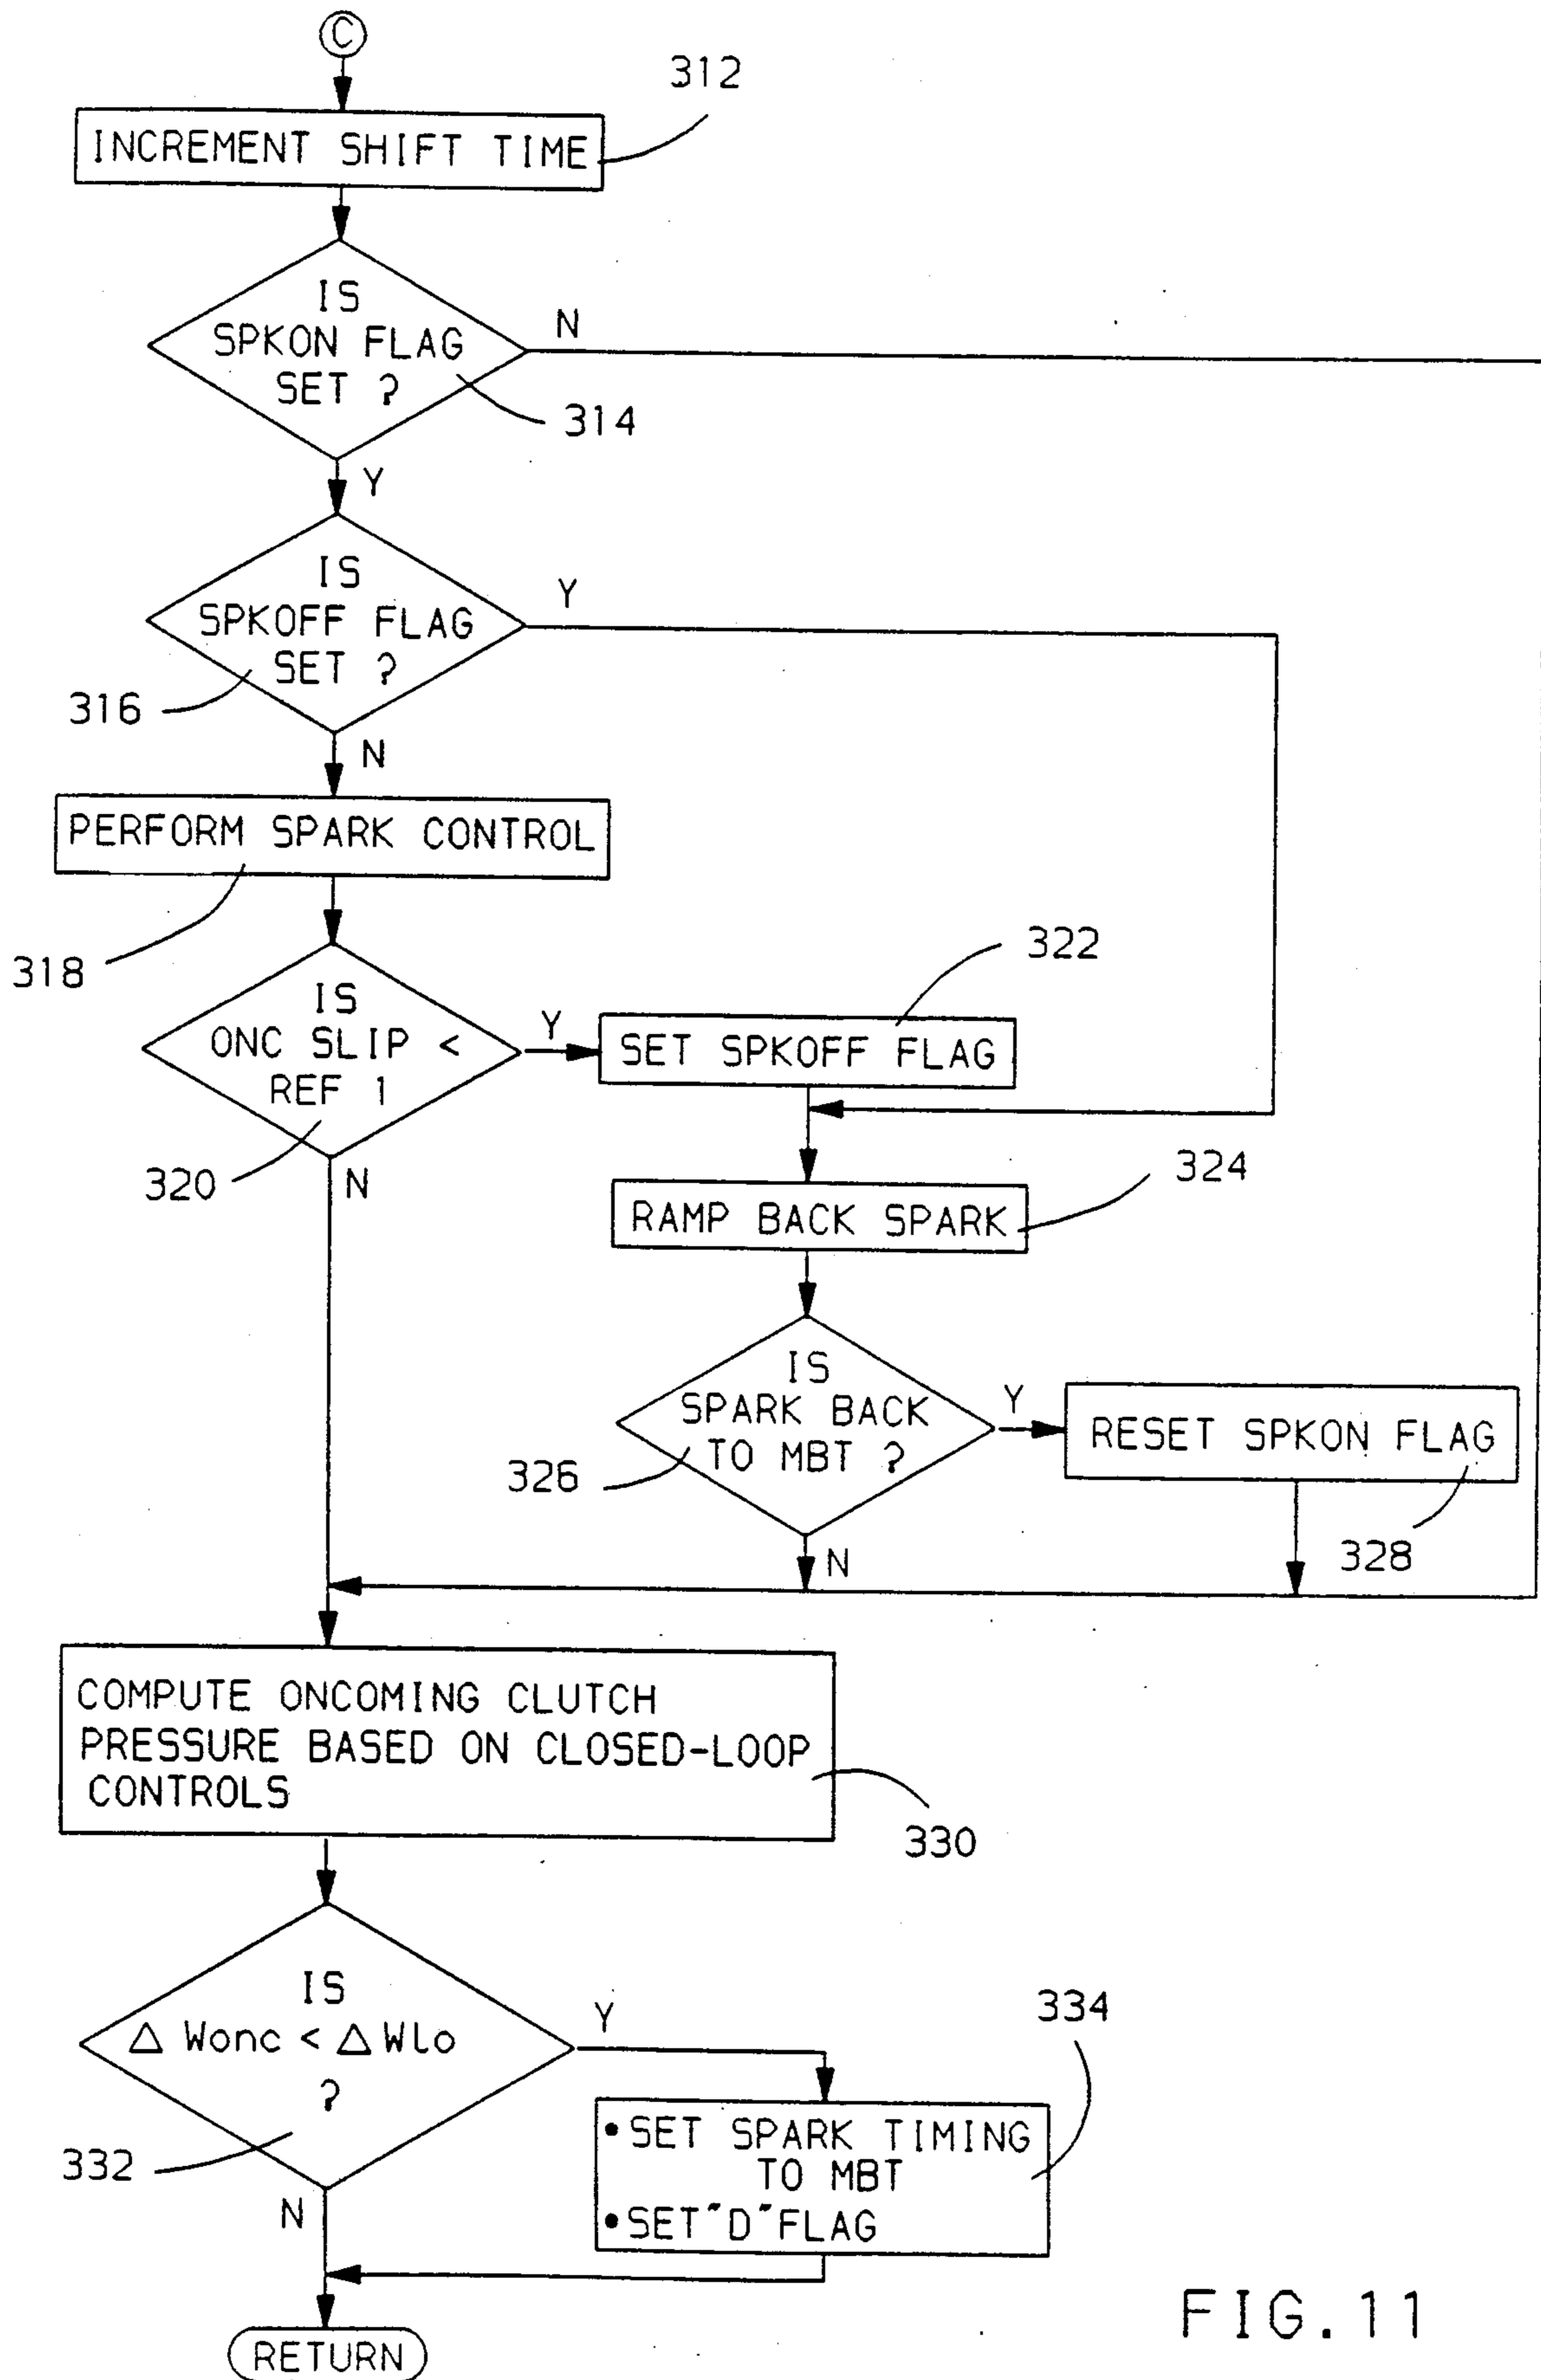 C
312
INCREMENT SHIFT TIME
IS
SPKON FLAG
SET ?
N
314
Y
IS
SPKOFF FLAG
SET ?
Y
316
N
PERFORM SPARK CONTROL
318
322
IS
ONC SLIP <
REF 1
Y
SET SPKOFF FLAG
320
N
324
RAMP BACK SPARK
IS
SPARK BACK
TO MBT ?
Y
RESET SPKON FLAG
326
N
328
COMPUTE ONCOMING CLUTCH
PRESSURE BASED ON CLOSED-LOOP
CONTROLS
330
IS
△ Wonc < △ Wlo
?
Y
334
332
N
• SET SPARK TIMING
TO MBT
• SET "D" FLAG
RETURN
FIG. 11